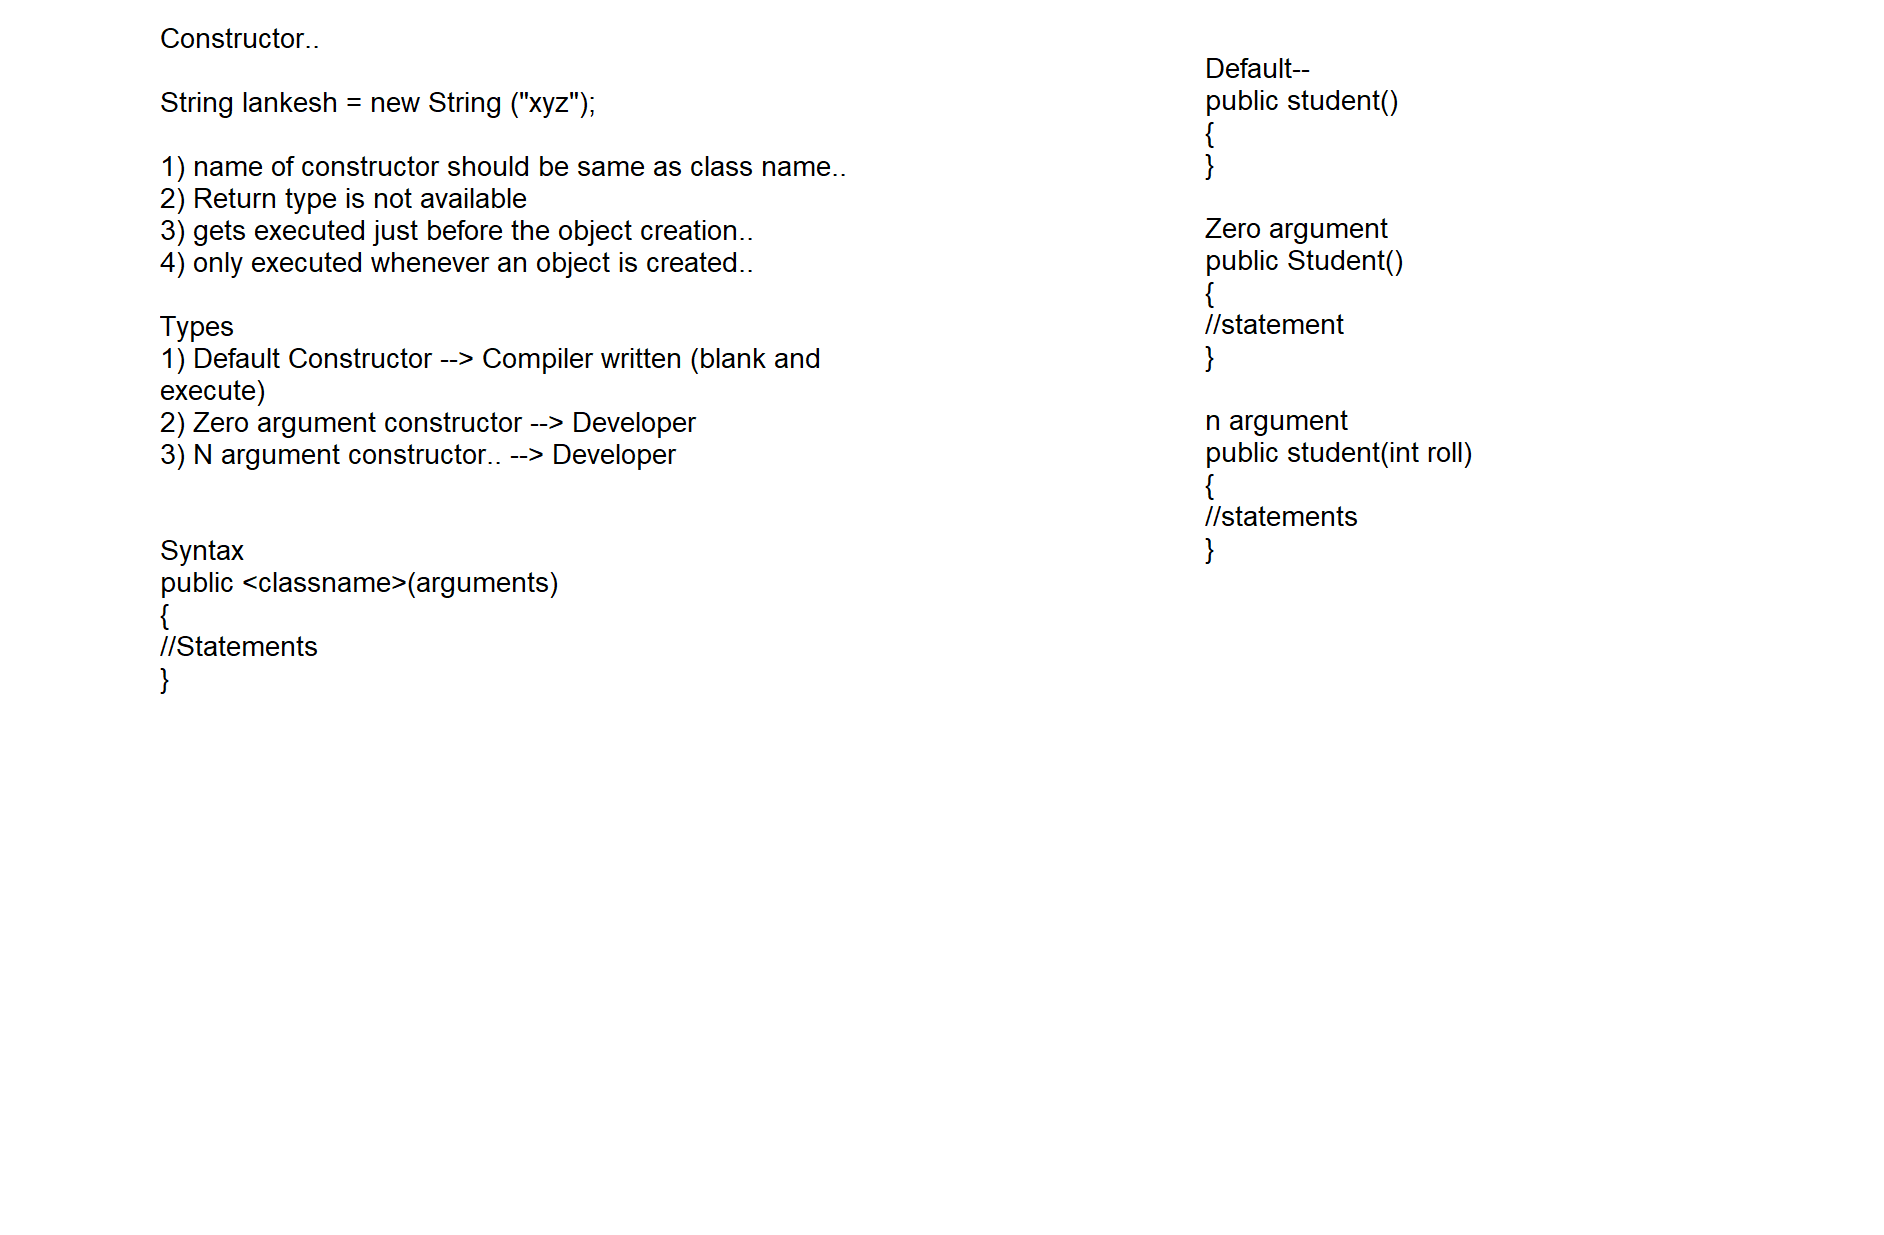 Constructor..
String lankesh = new String ("xyz");
1) name of constructor should be same as class name..
2) Return type is not available
3) gets executed just before the object creation..
4) only executed whenever an object is created..
Types
1) Default Constructor --> Compiler written (blank and
execute)
2) Zero argument constructor --> Developer
3) N argument constructor.. --> Developer
Syntax
public <classname>(arguments)
{
//Statements
}
Default--
public student()
{
}
Zero argument
public Student()
{
//statement
}
n argument
public student(int roll)
{
//statements
}